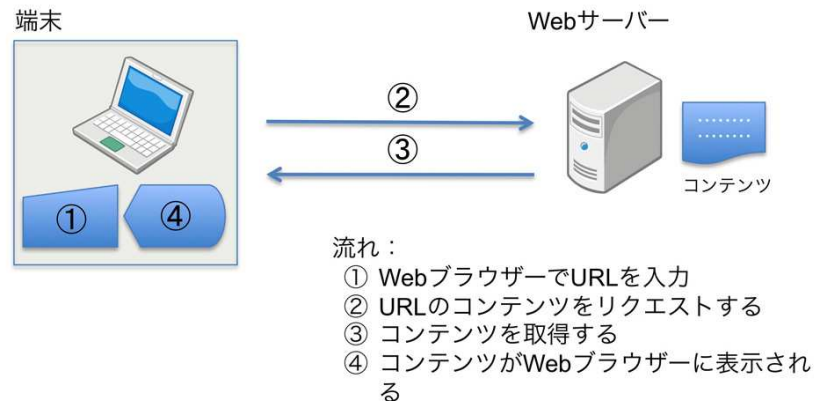 端末
Webサーバー
②
③
コンテンツ
①
④
流れ：
① WebブラウザーでURLを入力
② URLのコンテンツをリクエストする
③ コンテンツを取得する
④ コンテンツがWebブラウザーに表示され
る